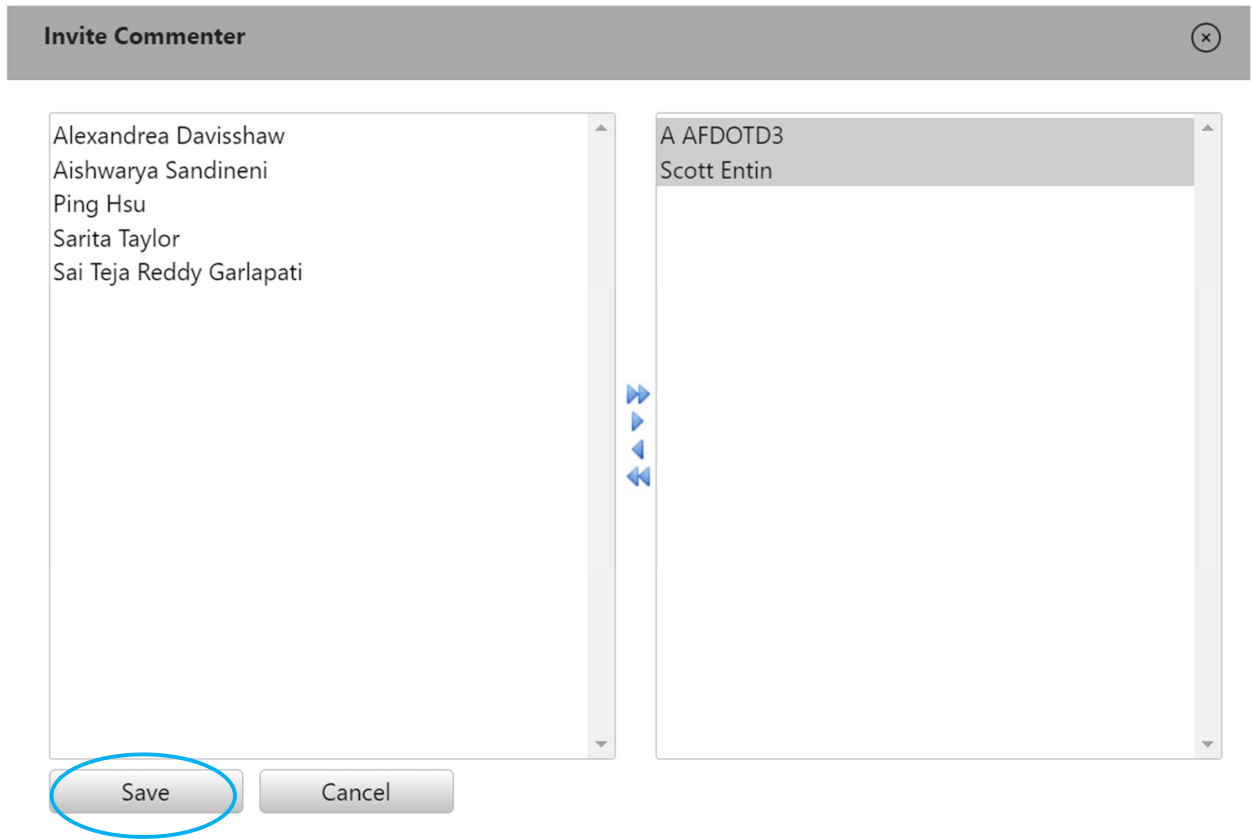 Invite Commenter
Alexandrea Davisshaw
Aishwarya Sandineni
Ping Hsu
Sarita Taylor
Sai Teja Reddy Garlapati
A AFDOTD3
Scott Entin
Save
Cancel